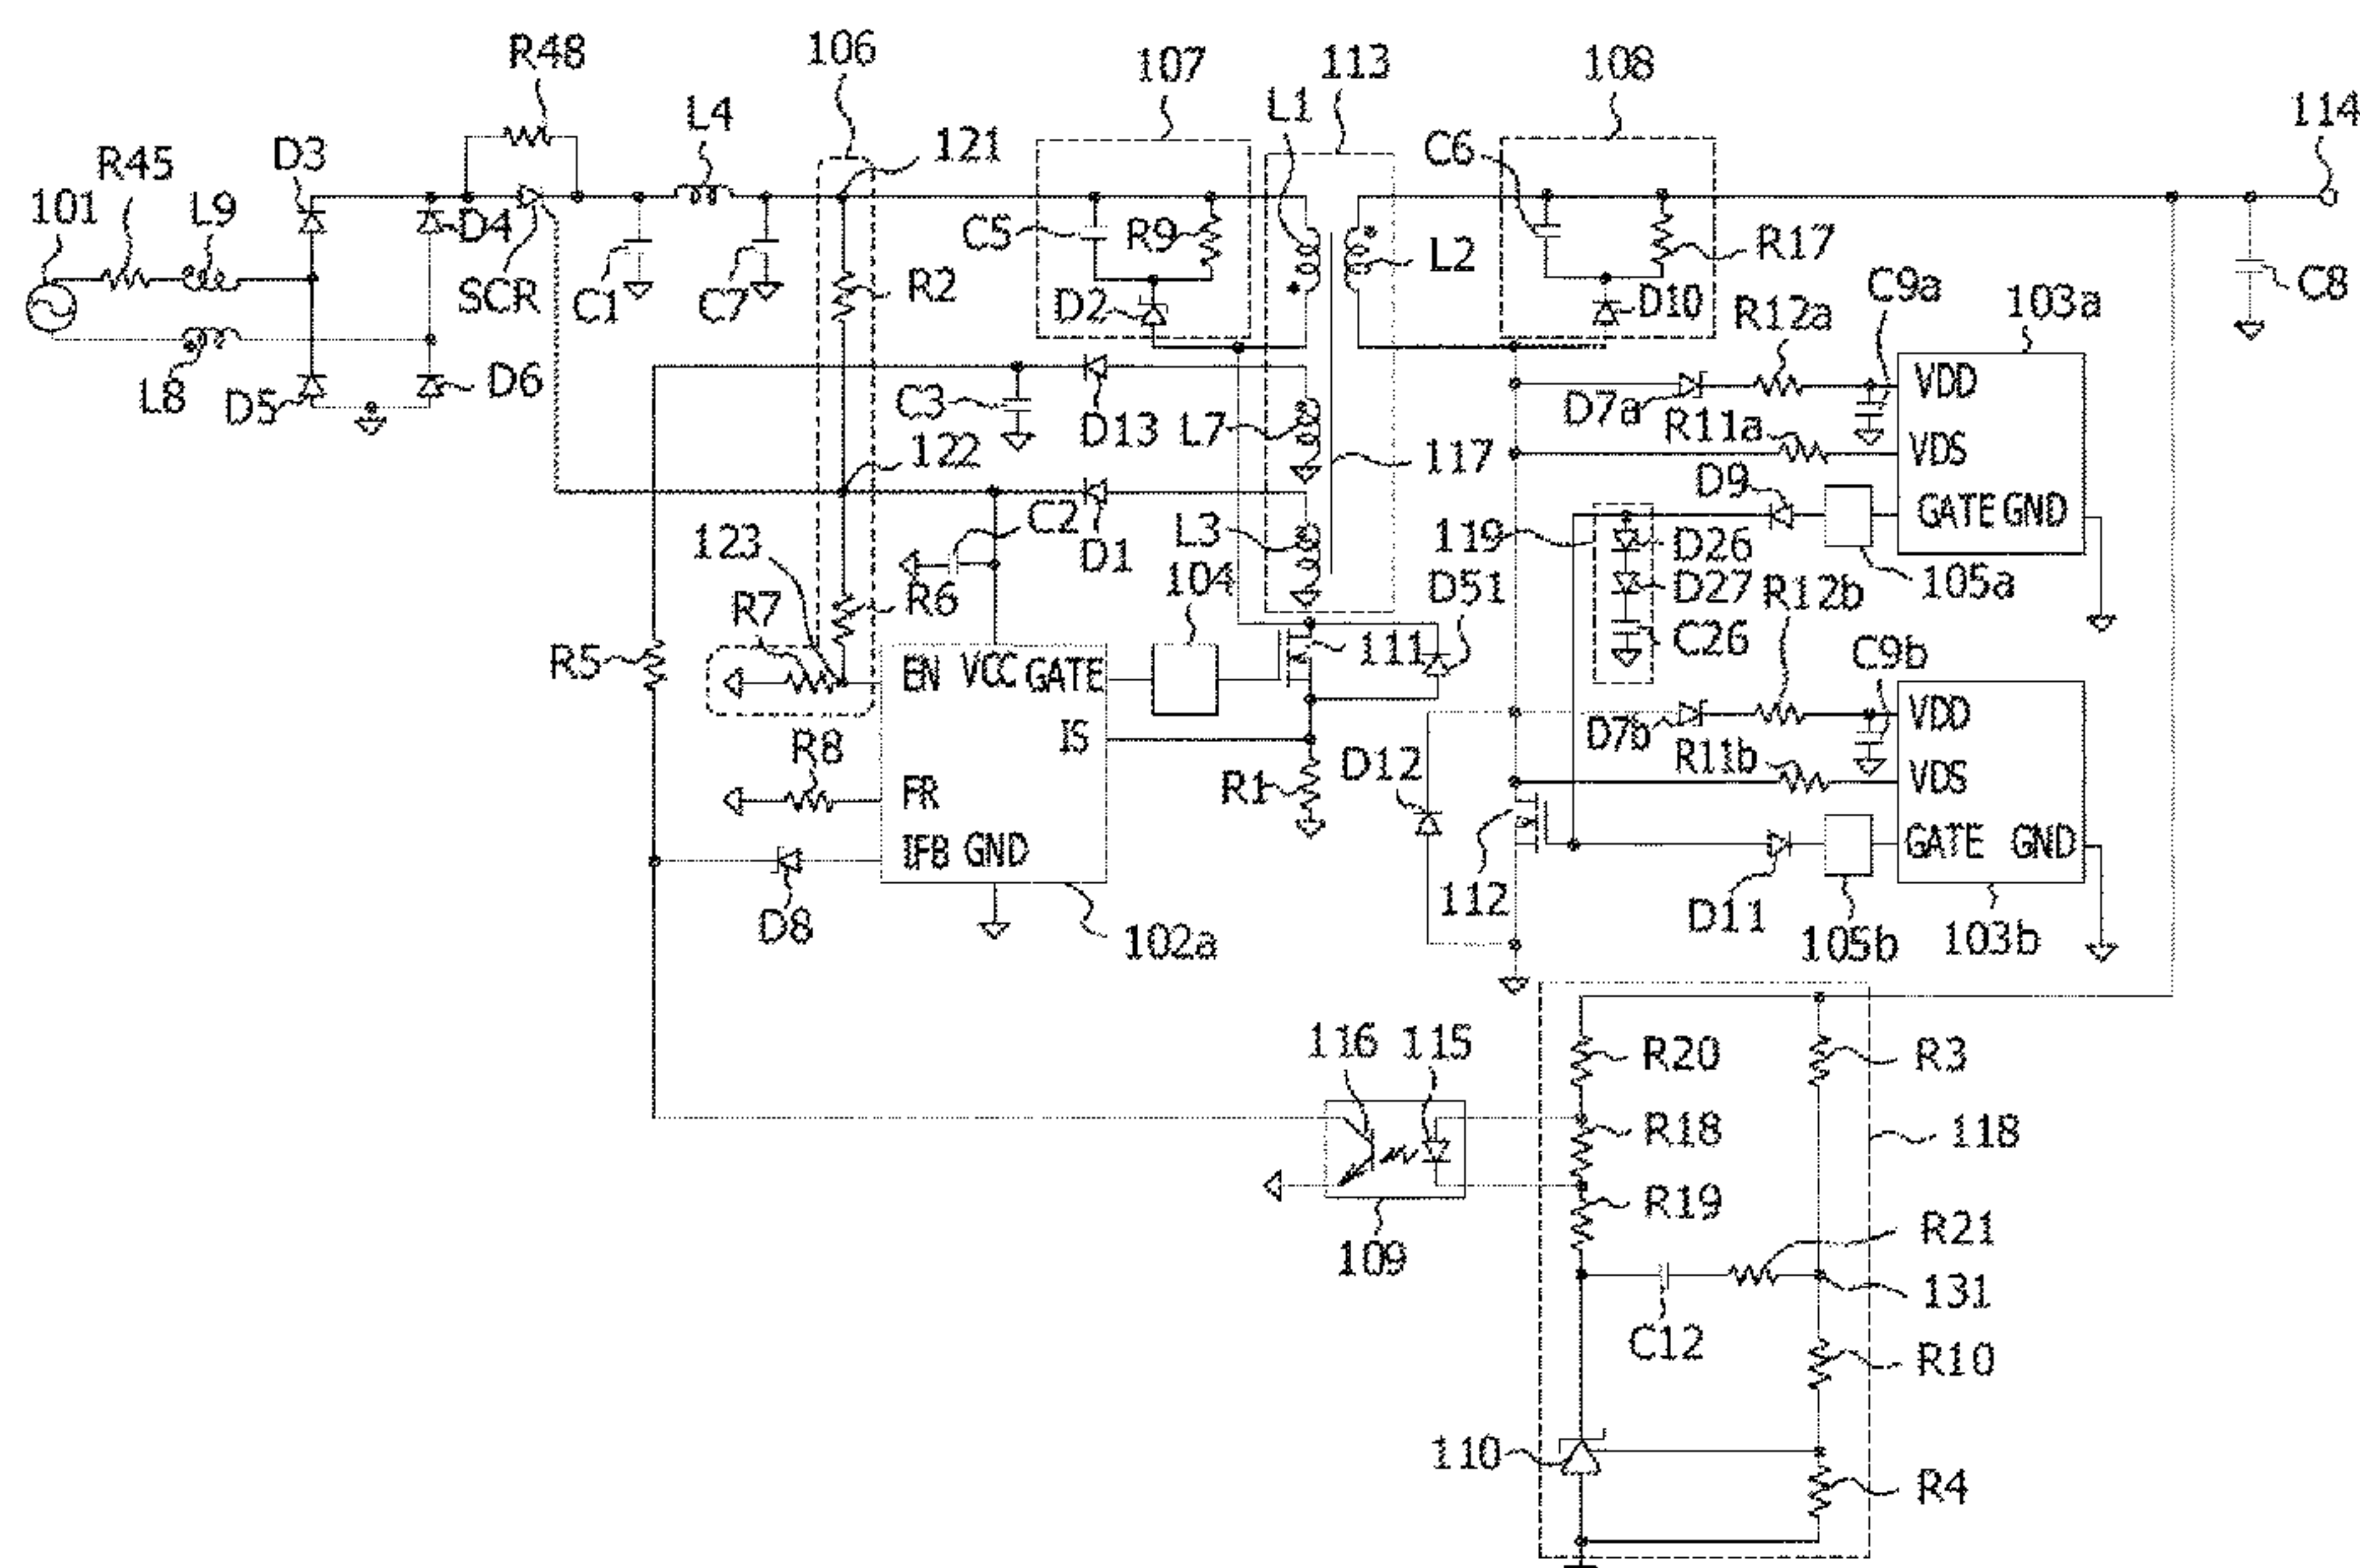 R48
106
107
113
108
L1
114
L4
D3
R45
121
C6
101
L9
D4
C5
R9
L2
R17
SCR
C1
C7
R2
D2
D10
C9a
C8
R12a
103a
L8
D5
D6
C3
D13
L7
D7a
R11a
VDD
VDS
122
117
D9
GATE GND
C2
123
L3
D1
119
D26
104
D51
D27
R12b
105a
R7
R6
C26
R5
111
C9b
EN VCC GATE
VDD
IS
D7b
R11b
R8
D12
VDS
R1
FR
IFB GND
GATE GND
112
D8
102a
D11
105b
103b
116
115
R20
R3
R18
118
R19
109
R21
131
C12
R10
110
R4